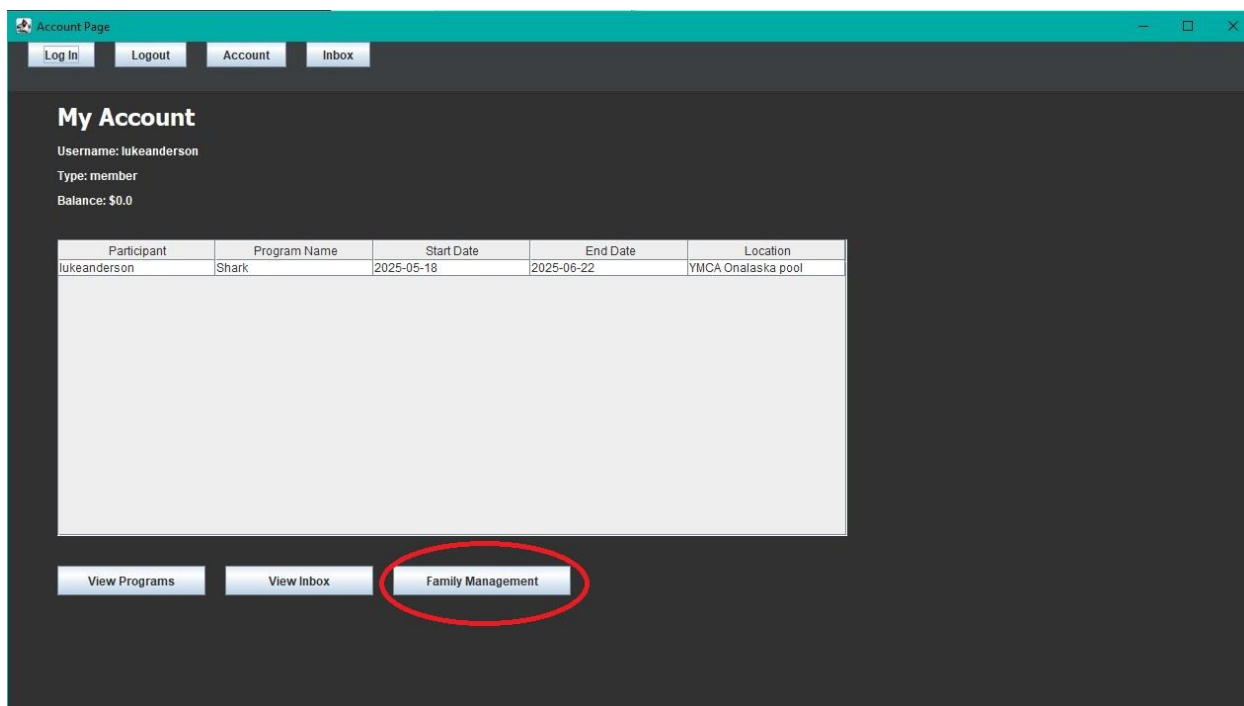 Account Page
Log In Logout Account Inbox
My Account
Username: lukeanderson
Type: member
Balance: $0.0
Participant Program Name Start Date End Date Location
lukeanderson Shark 2025-05-18 2025-06-22 YMCA Onalaska pool
View Programs View Inbox Family Management